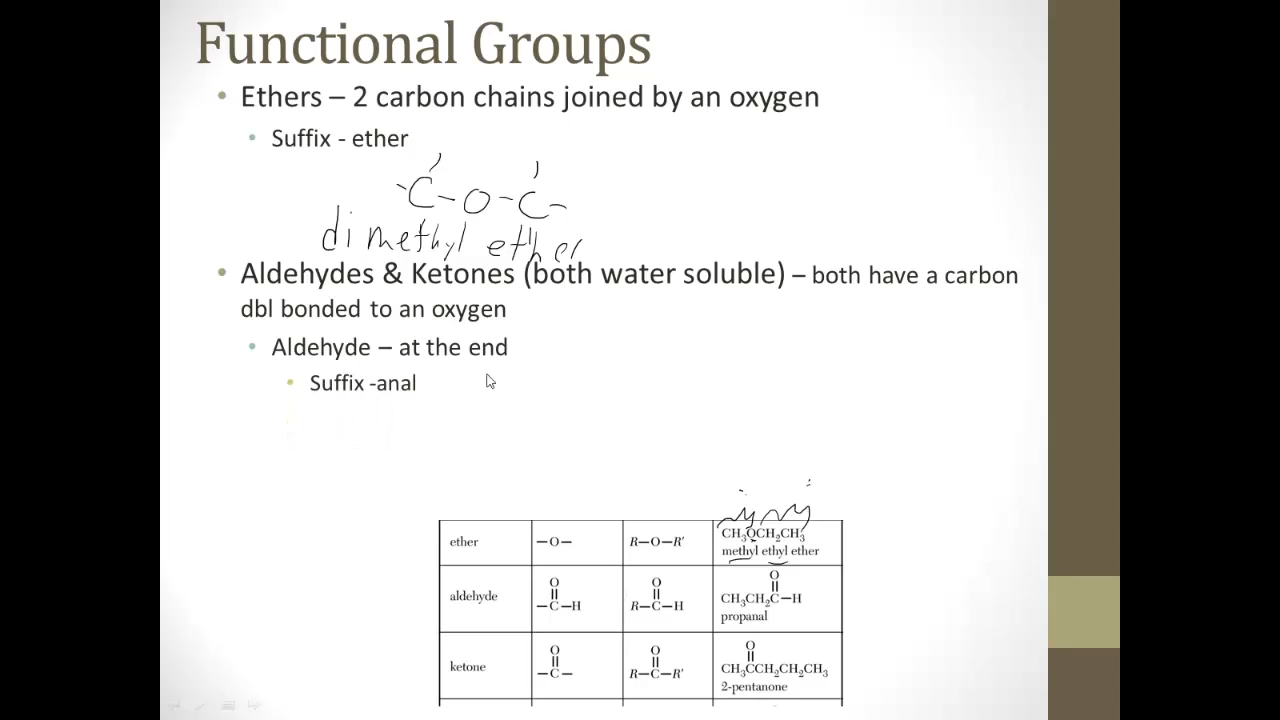 Functional Groups
• Ethers – 2 carbon chains joined by an oxygen
• Suffix - ether
-C-O-C-
dimethyl ether
• Aldehydes & Ketones (both water soluble) – both have a carbon
dbl bonded to an oxygen
• Aldehyde – at the end
• Suffix -anal
ether —O— R—O—R′ CH₃OCH₂CH₃
methyl ethyl ether
O O O
|| || ||
aldehyde —C—H R—C—H CH₃CH₂C—H
propanal
O O O
|| || ||
ketone —C— R—C—R′ CH₃CCH₂CH₂CH₃
2-pentanone